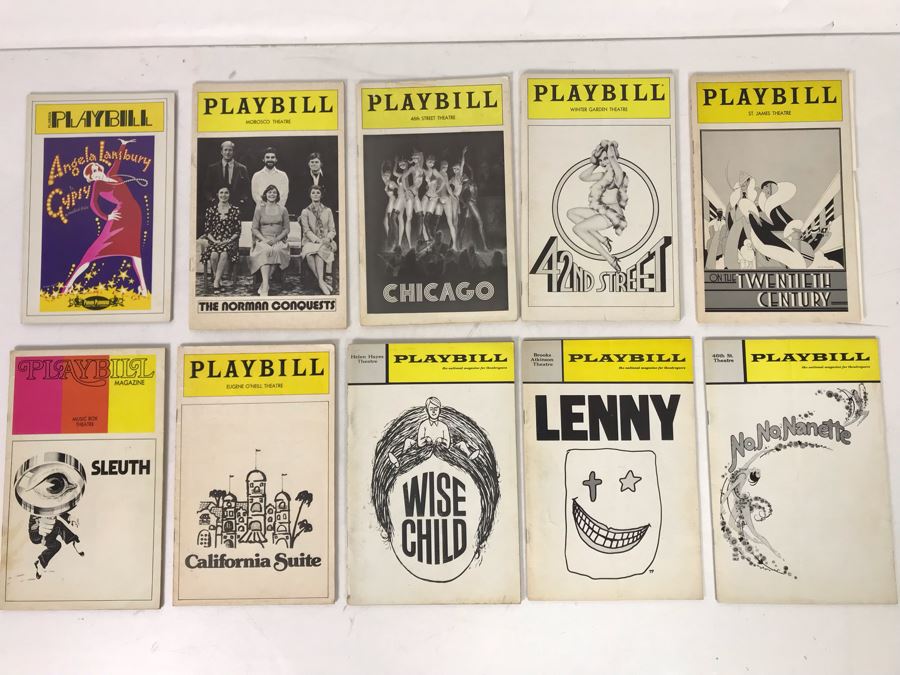 PLAYBILL
Angela Lansbury
Gypsy
PLAYBILL
MOROSCO THEATRE
THE NORMAN CONQUESTS
PLAYBILL
46th STREET THEATRE
CHICAGO
PLAYBILL
WINTER GARDEN THEATRE
42ND STREET
PLAYBILL
ST. JAMES THEATRE
ON THE TWENTIETH
CENTURY
PLAYBILL
MAGAZINE
MUSIC BOX
THEATRE
SLEUTH
PLAYBILL
EUGENE O'NEILL THEATRE
California Suite
Helen Hayes
Theatre
PLAYBILL
the national magazine for theatregoers
WISE
CHILD
Brooks
Atkinson
Theatre
PLAYBILL
the national magazine for theatregoers
LENNY
46th St.
Theatre
PLAYBILL
the national magazine for theatregoers
No, No, Nanette